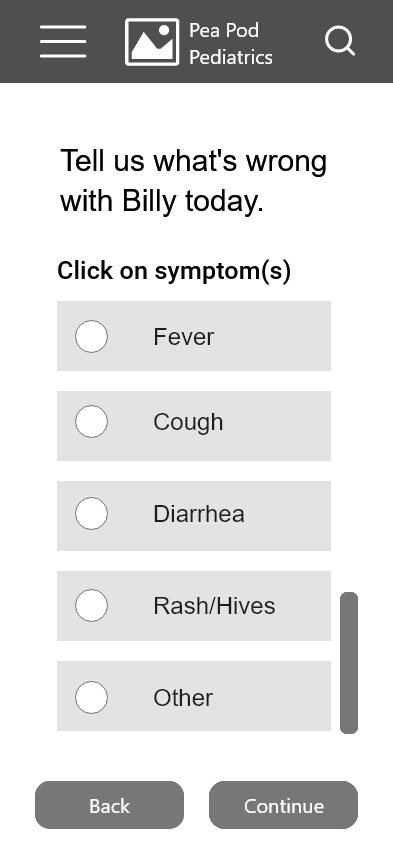 Pea Pod
Pediatrics
Tell us what's wrong
with Billy today.
Click on symptom(s)
Fever
Cough
Diarrhea
Rash/Hives
Other
Back Continue